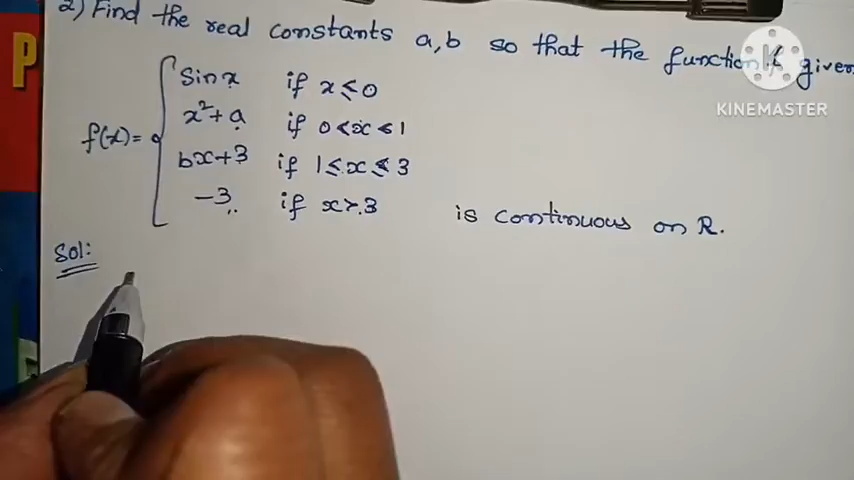 P
2) Find the real constants a,b so that the function is given
KINEMASTER
f(x)= { sin x if x≤0
x²+a if 0<x<1
bx+3 if 1≤x≤3
-3 if x>3 is continuous on R.
Sol: